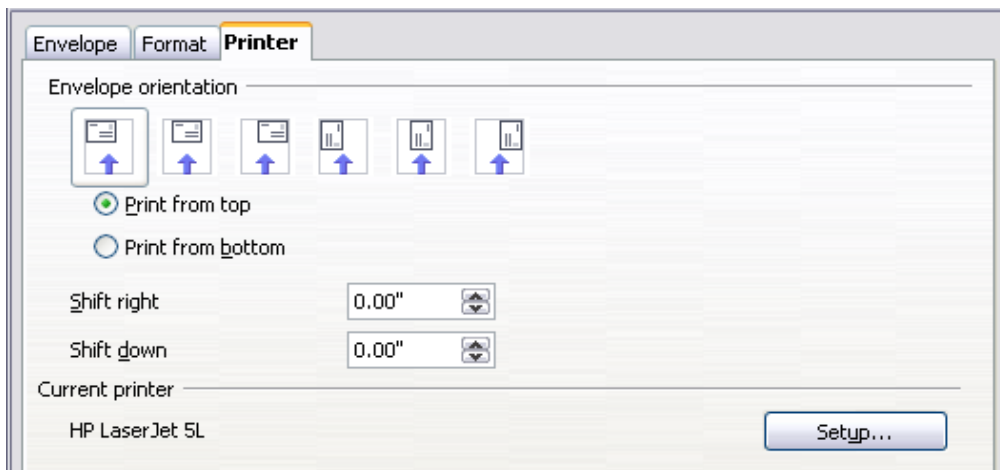 Envelope Format Printer
Envelope orientation
Print from top
Print from bottom
Shift right 0.00"
Shift down 0.00"
Current printer
HP LaserJet 5L Setup...